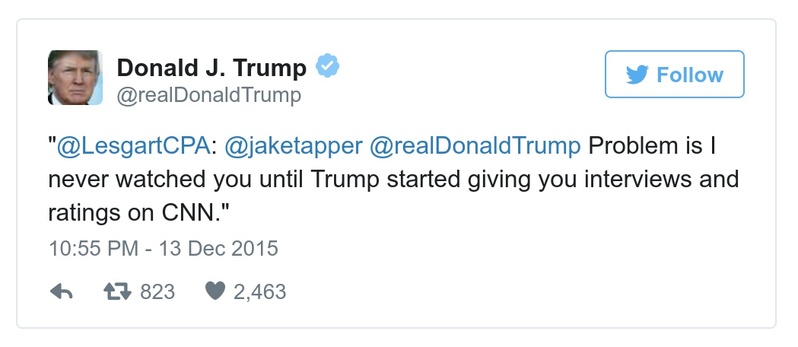 Donald J. Trump
@realDonaldTrump
Follow
"@LesgartCPA: @jaketapper @realDonaldTrump Problem is I
never watched you until Trump started giving you interviews and
ratings on CNN."
10:55 PM - 13 Dec 2015
823 2,463